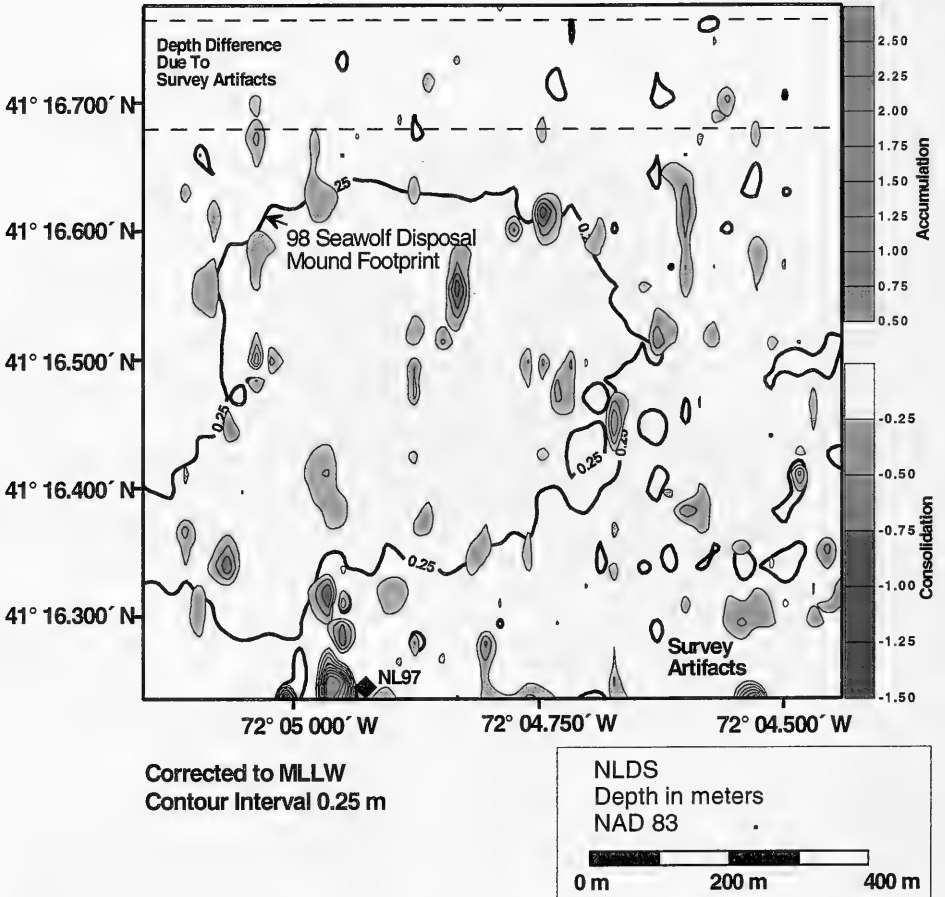 Depth Difference
Due To
Survey Artifacts
41° 16.700´ N
41° 16.600´ N
41° 16.500´ N
41° 16.400´ N
41° 16.300´ N
25
0.25
98 Seawolf Disposal
Mound Footprint
0.25
0.25
0.25
0.25
NL97
Survey
Artifacts
72° 05 000´ W
72° 04.750´ W
72° 04.500´ W
2.50
2.25
2.00
1.75
1.50
1.25
1.00
0.75
0.50
Accumulation
-0.25
-0.50
-0.75
-1.00
-1.25
-1.50
Consolidation
Corrected to MLLW
Contour Interval 0.25 m
NLDS
Depth in meters
NAD 83
0 m
200 m
400 m